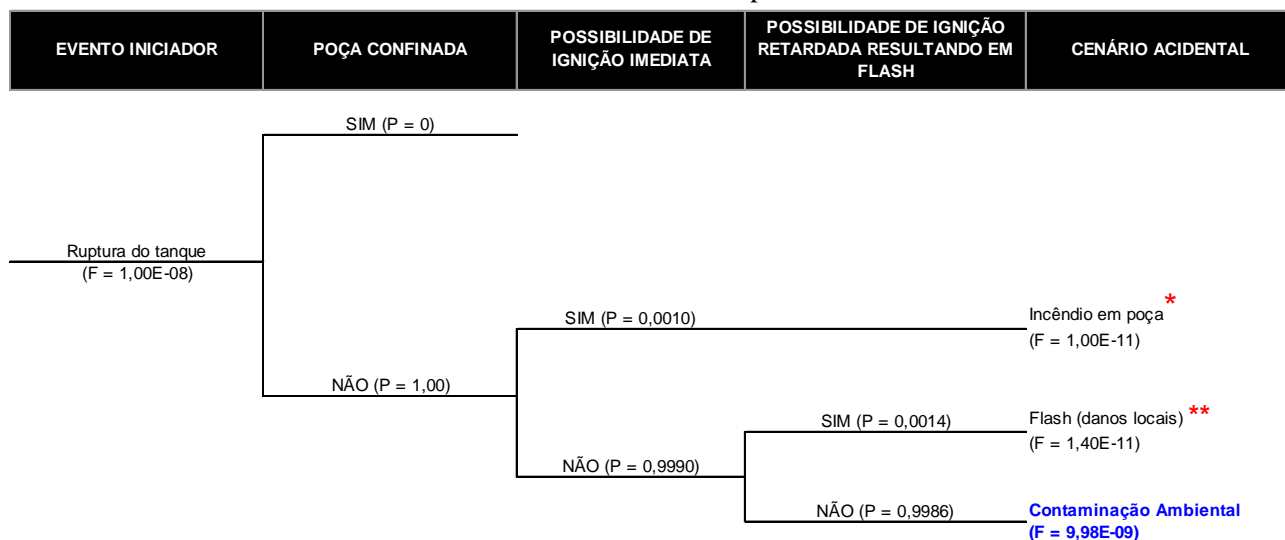 EVENTO INICIADOR
POÇA CONFINADA
POSSIBILIDADE DE
IGNIÇÃO IMEDIATA
POSSIBILIDADE DE IGNIÇÃO
RETARDADA RESULTANDO EM
FLASH
CENÁRIO ACIDENTAL
SIM (P = 0)
Ruptura do tanque
(F = 1,00E-08)
SIM (P = 0,0010)
Incêndio em poça *
(F = 1,00E-11)
NÃO (P = 1,00)
SIM (P = 0,0014)
Flash (danos locais) **
(F = 1,40E-11)
NÃO (P = 0,9990)
NÃO (P = 0,9986)
Contaminação Ambiental
(F = 9,98E-09)